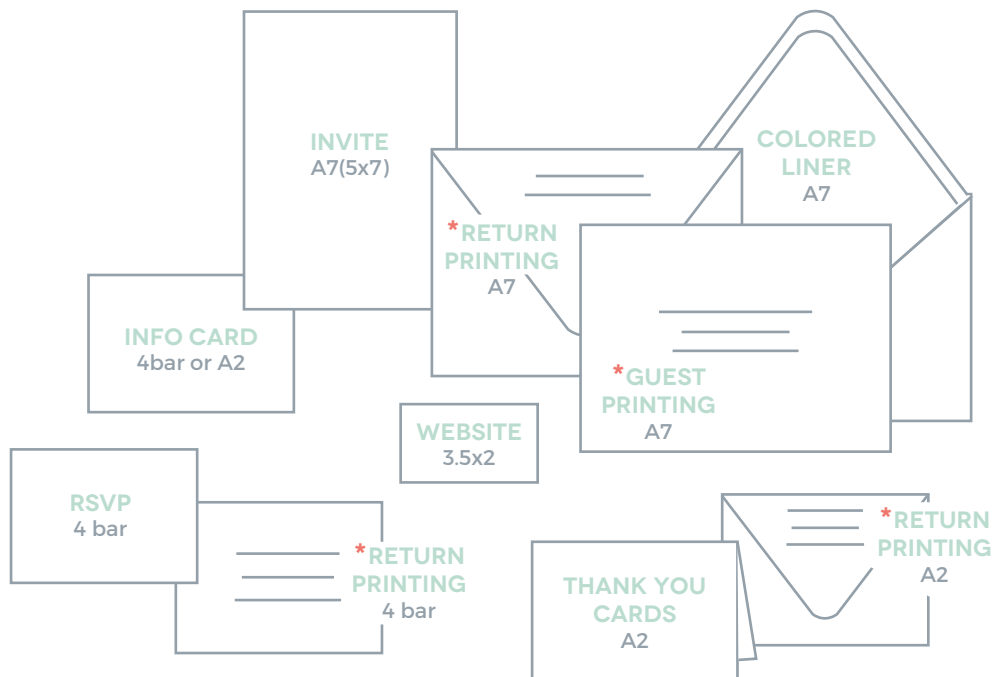 INVITE
A7(5x7)
COLORED
LINER
A7
*RETURN
PRINTING
A7
INFO CARD
4bar or A2
*GUEST
PRINTING
A7
WEBSITE
3.5x2
RSVP
4 bar
*RETURN
PRINTING
4 bar
THANK YOU
CARDS
A2
*RETURN
PRINTING
A2